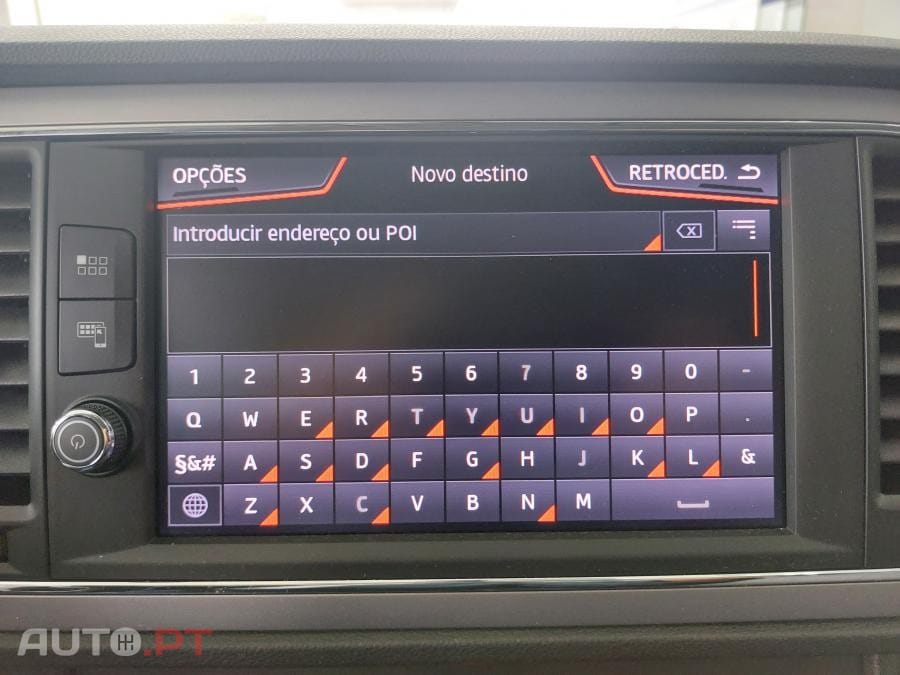 OPÇÕES Novo destino RETROCED.
Introducir endereço ou POI
1 2 3 4 5 6 7 8 9 0 -
Q W E R T Y U I O P .
§&# A S D F G H J K L &
Z X C V B N M
AUTO.PT